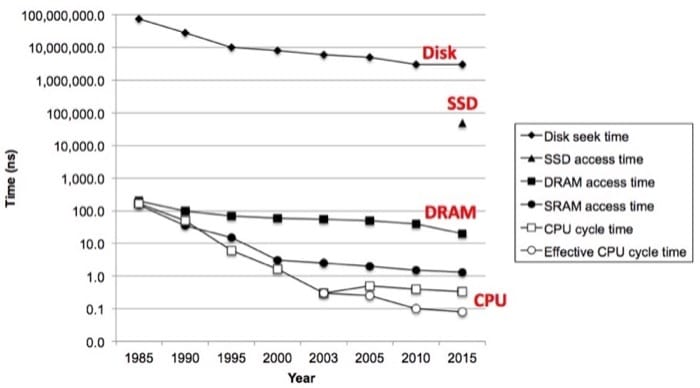 100,000,000.0
10,000,000.0
1,000,000.0
100,000.0
10,000.0
1,000.0
100.0
10.0
1.0
0.1
0.0
Time (ns)
Disk
SSD
DRAM
CPU
1985 1990 1995 2000 2003 2005 2010 2015
Year
Disk seek time
SSD access time
DRAM access time
SRAM access time
CPU cycle time
Effective CPU cycle time